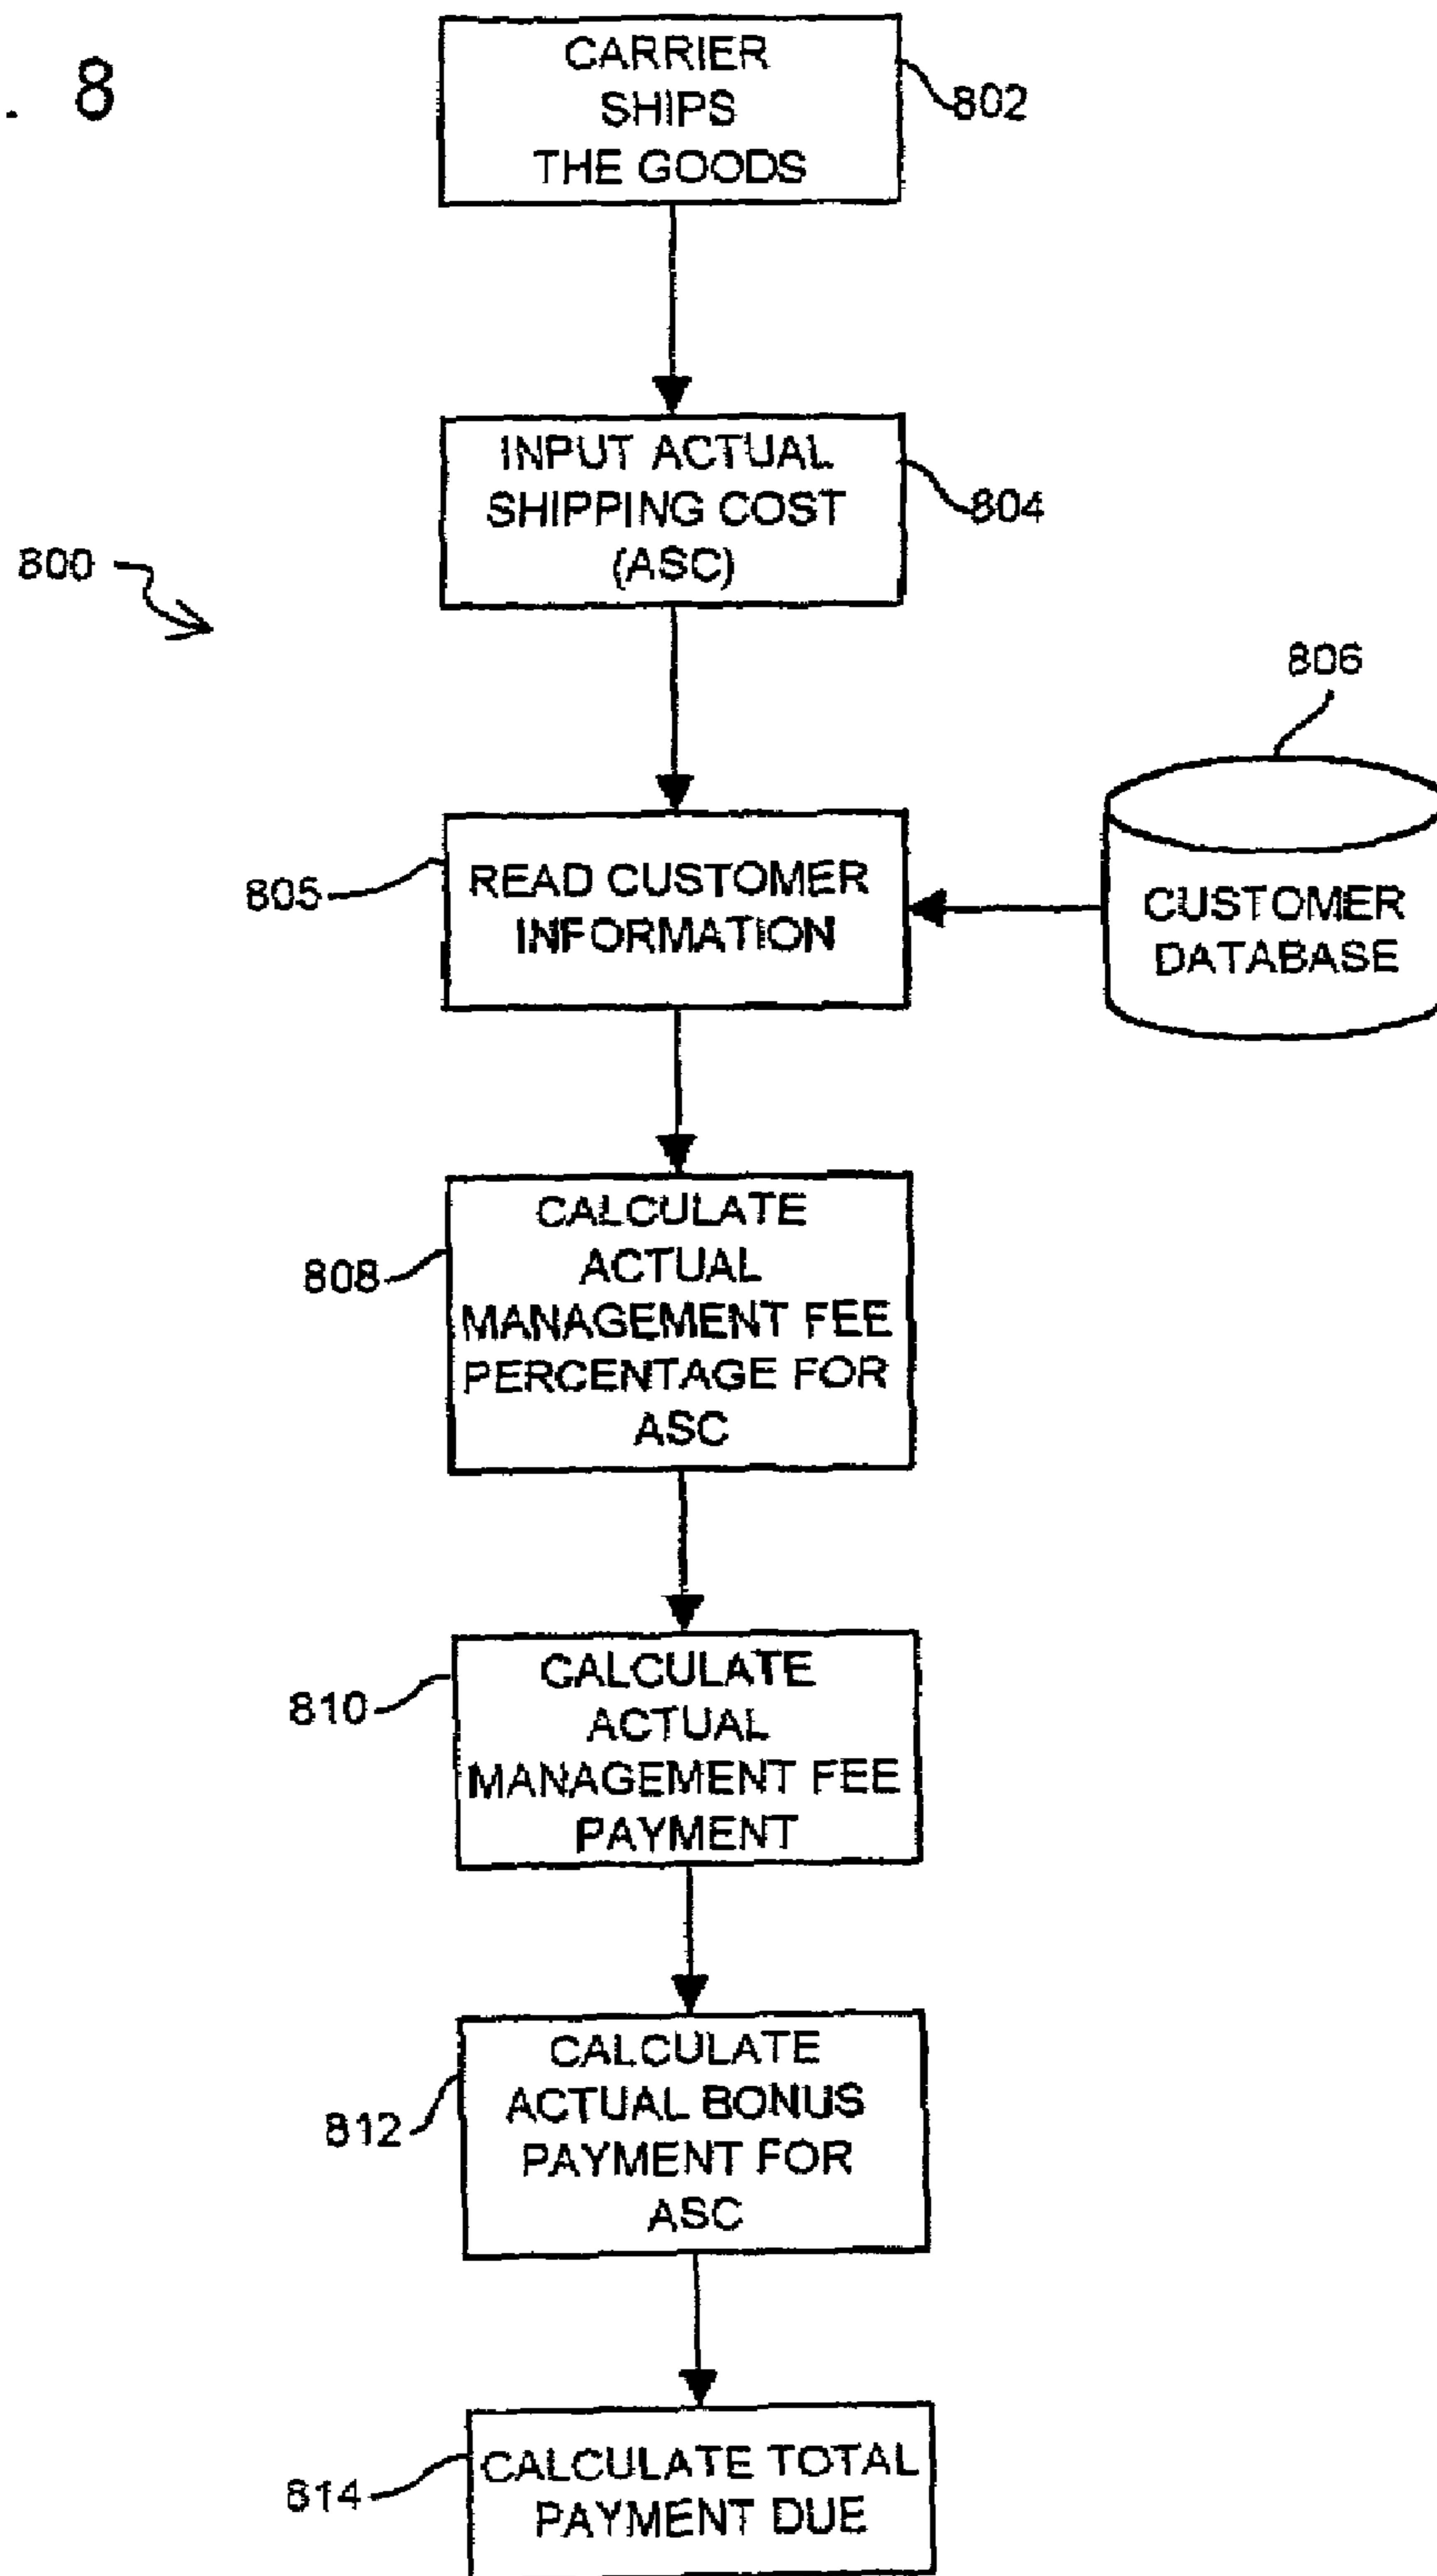 . 8
CARRIER
SHIPS
THE GOODS
802
INPUT ACTUAL
SHIPPING COST
(ASC)
804
800
806
805
READ CUSTOMER
INFORMATION
CUSTOMER
DATABASE
808
CALCULATE
ACTUAL
MANAGEMENT FEE
PERCENTAGE FOR
ASC
810
CALCULATE
ACTUAL
MANAGEMENT FEE
PAYMENT
812
CALCULATE
ACTUAL BONUS
PAYMENT FOR
ASC
814
CALCULATE TOTAL
PAYMENT DUE